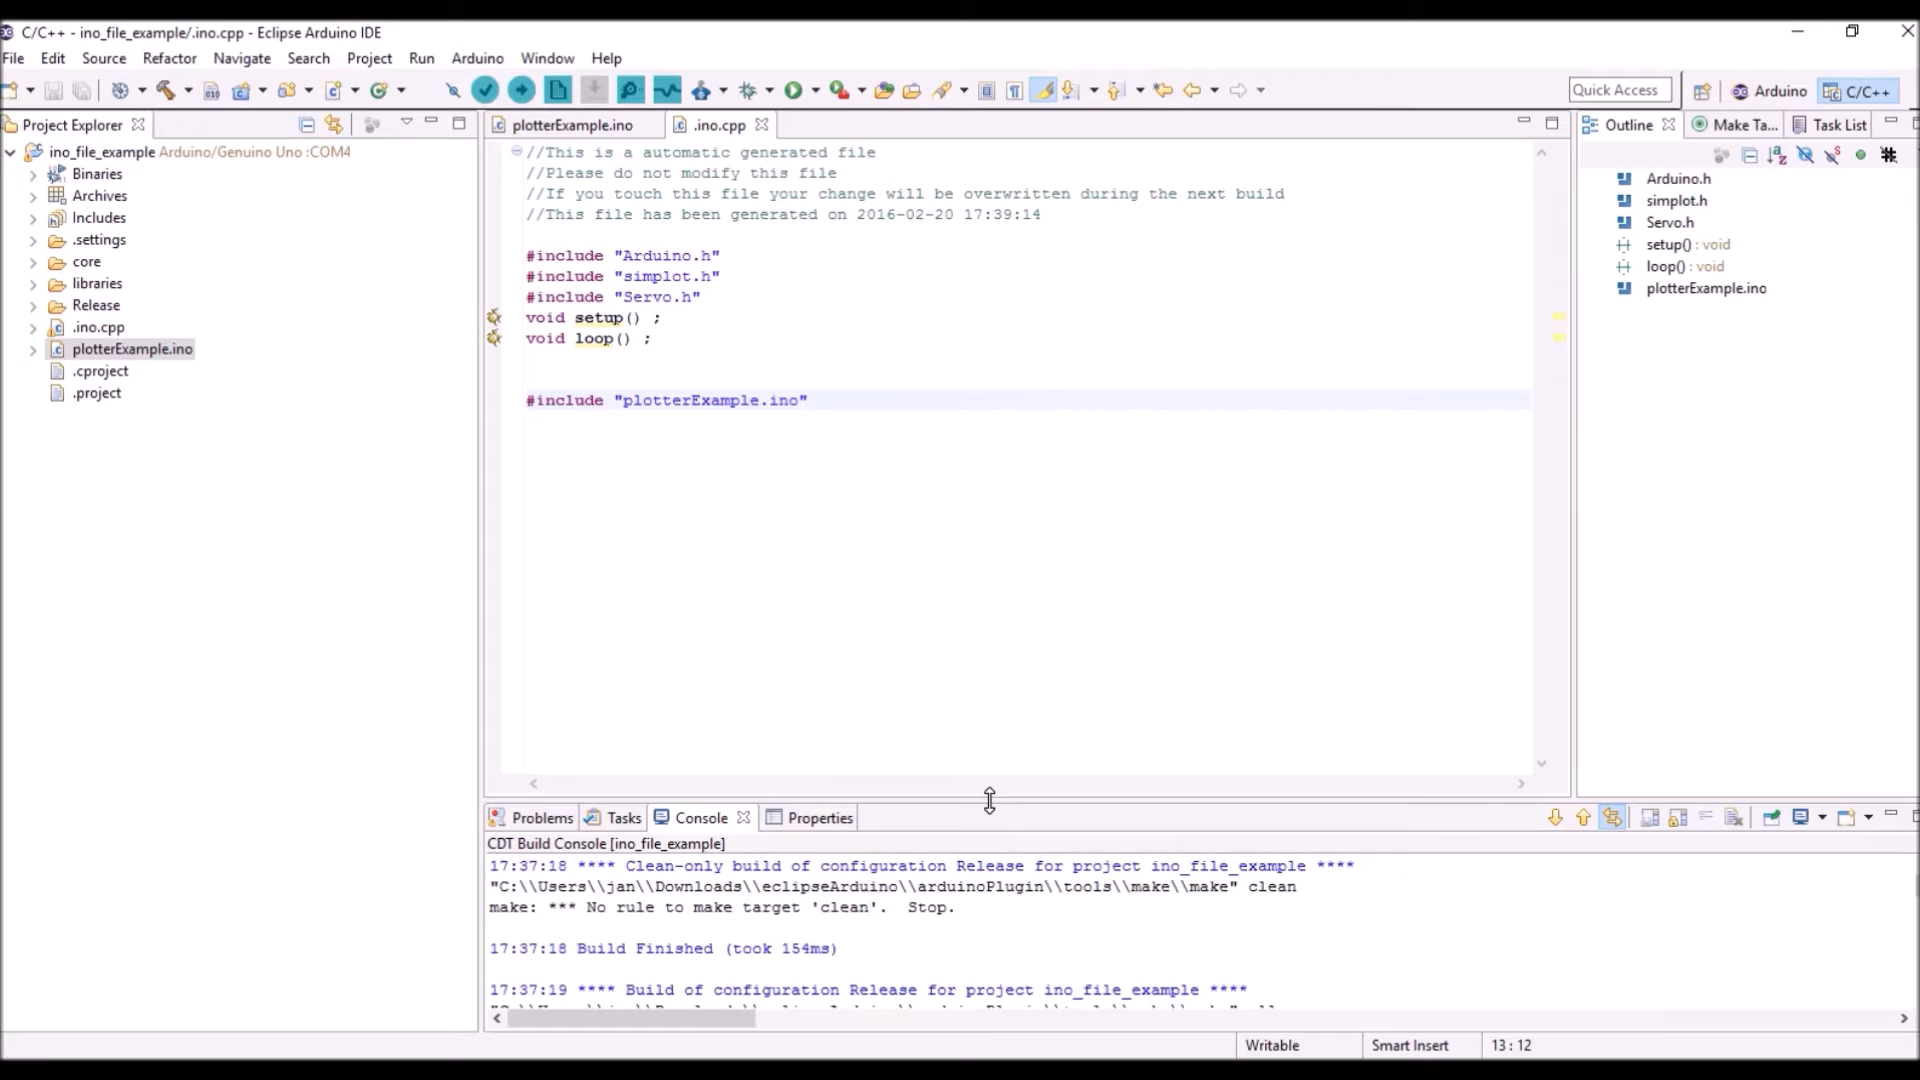 C/C++ - ino_file_example/.ino.cpp - Eclipse Arduino IDE
File Edit Source Refactor Navigate Search Project Run Arduino Window Help
Quick Access Arduino C/C++
Project Explorer
ino_file_example Arduino/Genuino Uno :COM4
Binaries
Archives
Includes
.settings
core
libraries
Release
.ino.cpp
plotterExample.ino
.cproject
.project
plotterExample.ino .ino.cpp
//This is a automatic generated file
//Please do not modify this file
//If you touch this file your change will be overwritten during the next build
//This file has been generated on 2016-02-20 17:39:14
#include "Arduino.h"
#include "simplot.h"
#include "Servo.h"
void setup() ;
void loop() ;
#include "plotterExample.ino"
Outline Make Ta... Task List
Arduino.h
simplot.h
Servo.h
setup() : void
loop() : void
plotterExample.ino
Problems Tasks Console Properties
CDT Build Console [ino_file_example]
17:37:18 **** Clean-only build of configuration Release for project ino_file_example ****
"C:\\Users\\jan\\Downloads\\eclipseArduino\\arduinoPlugin\\tools\\make\\make" clean
make: *** No rule to make target 'clean'.  Stop.
17:37:18 Build Finished (took 154ms)
17:37:19 **** Build of configuration Release for project ino_file_example ****
Writable Smart Insert 13 : 12